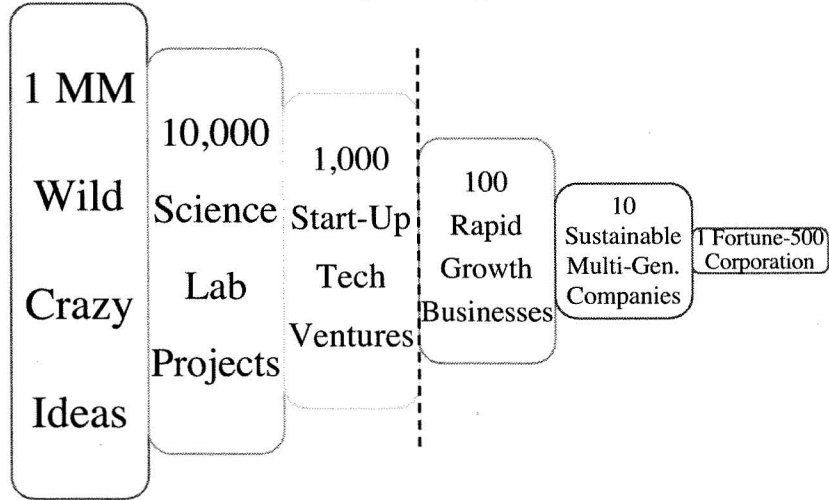 1 MM
Wild
Crazy
Ideas
10,000
Science
Lab
Projects
1,000
Start-Up
Tech
Ventures
100
Rapid
Growth
Businesses
10
Sustainable
Multi-Gen.
Companies
1 Fortune-500
Corporation